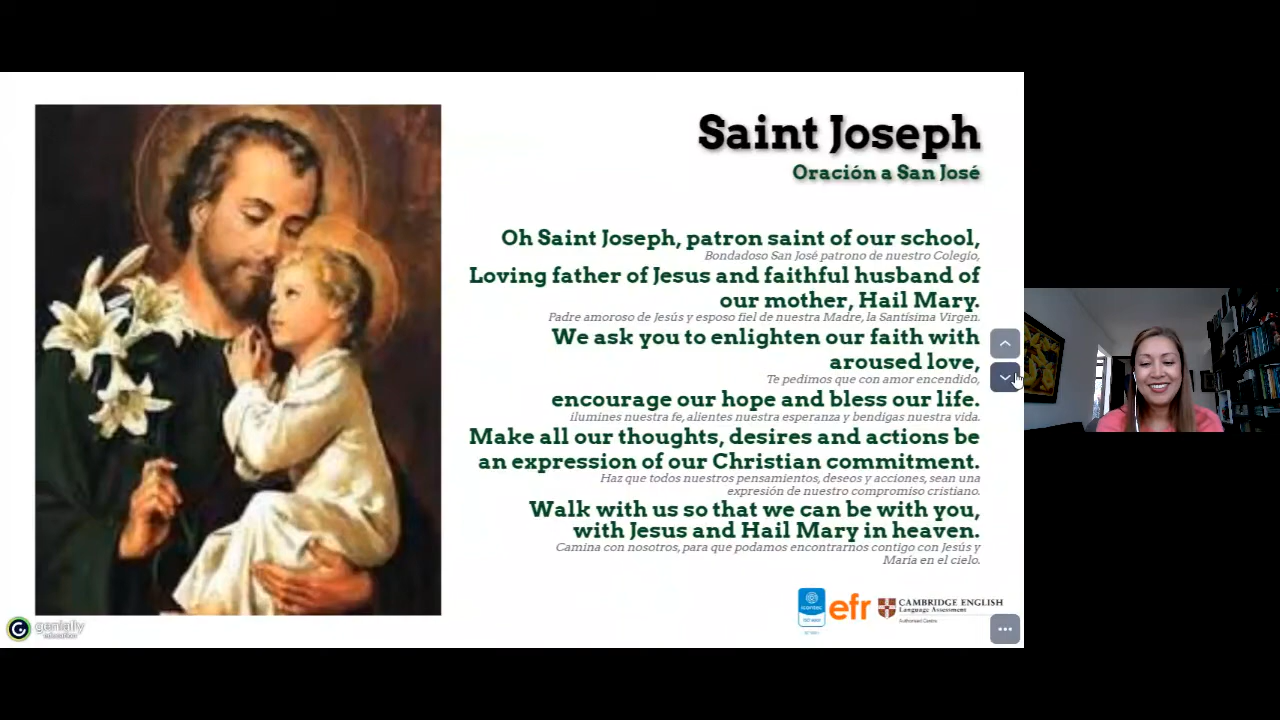 Saint Joseph
Oración a San José
Oh Saint Joseph, patron saint of our school,
Bondadoso San José patrono de nuestro Colegio,
Loving father of Jesus and faithful husband of
our mother, Hail Mary.
Padre amoroso de Jesús y esposo fiel de nuestra Madre, la Santísima Virgen.
We ask you to enlighten our faith with
aroused love,
Te pedimos que con amor encendido,
encourage our hope and bless our life.
ilumines nuestra fe, alientes nuestra esperanza y bendigas nuestra vida.
Make all our thoughts, desires and actions be
an expression of our Christian commitment.
Haz que todos nuestros pensamientos, deseos y acciones, sean una
expresión de nuestro compromiso cristiano.
Walk with us so that we can be with you,
with Jesus and Hail Mary in heaven.
Camina con nosotros, para que podamos encontrarnos contigo con Jesús y
María en el cielo.
icontec
ISO 9001
efr
CAMBRIDGE ENGLISH
Language Assessment
Authorised Centre
genially
education